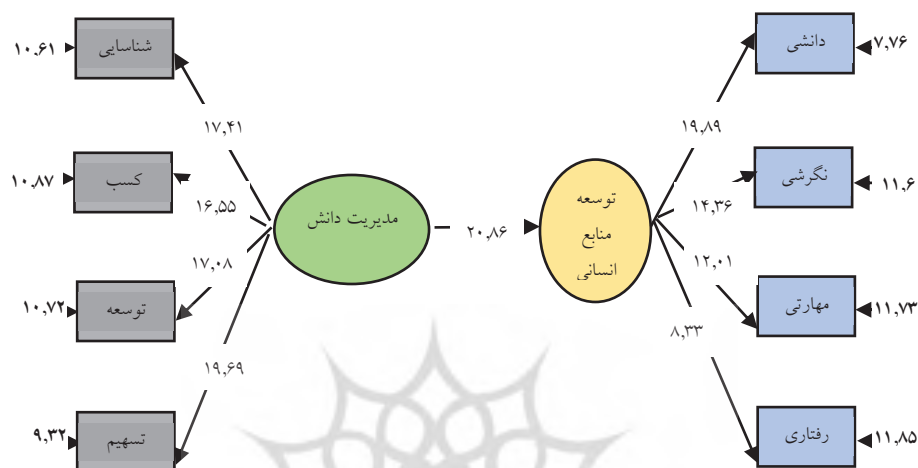 ۱۰,۶۱
شناسایی
دانشی
۷,۷۶
۱۷,۴۱
۱۹,۸۹
۱۰,۸۷
کسب
نگرشی
۱۱,۶
۱۶,۵۵
مدیریت دانش
۲۰,۸۶
توسعه
منابع
انسانی
۱۴,۳۶
۱۷,۰۸
۱۲,۰۱
۱۰,۷۲
توسعه
مهارتی
۱۱,۷۳
۱۹,۶۹
۸,۳۳
۹,۳۲
تسهیم
رفتاری
۱۱,۸۵